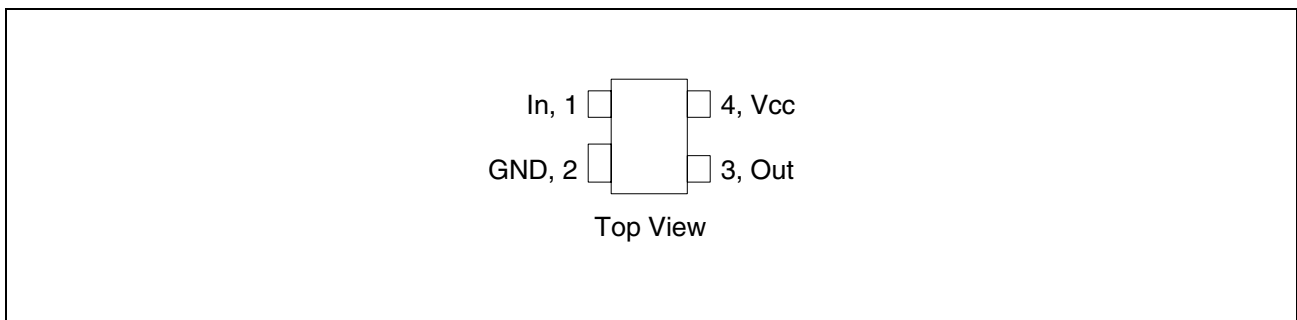 In, 1
4, Vcc
GND, 2
3, Out
Top View